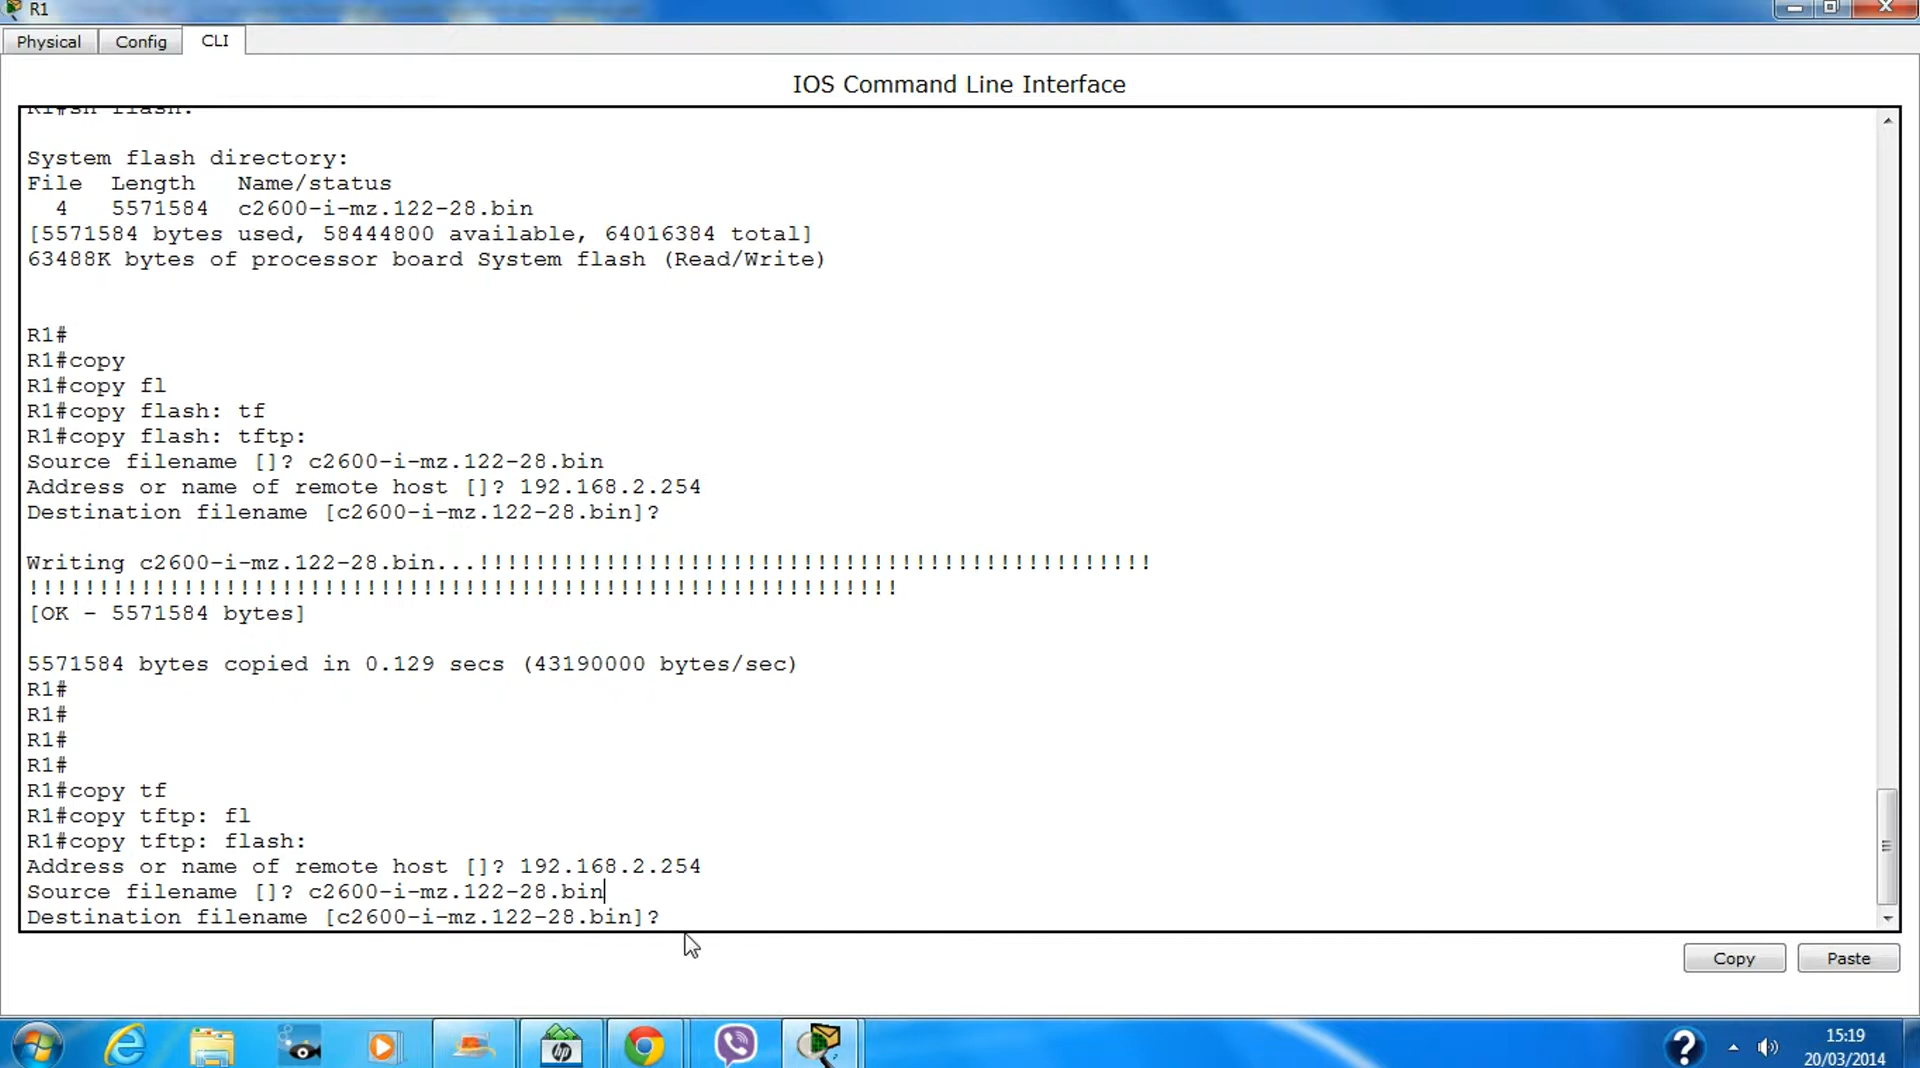 R1
Physical
Config
CLI
IOS Command Line Interface
R1#sh flash:
System flash directory:
File  Length   Name/status
  4   5571584  c2600-i-mz.122-28.bin
[5571584 bytes used, 58444800 available, 64016384 total]
63488K bytes of processor board System flash (Read/Write)
R1#
R1#copy
R1#copy fl
R1#copy flash: tf
R1#copy flash: tftp:
Source filename []? c2600-i-mz.122-28.bin
Address or name of remote host []? 192.168.2.254
Destination filename [c2600-i-mz.122-28.bin]?
Writing c2600-i-mz.122-28.bin...!!!!!!!!!!!!!!!!!!!!!!!!!!!!!!!!!!!!!!!!!!!!!!!!
!!!!!!!!!!!!!!!!!!!!!!!!!!!!!!!!!!!!!!!!!!!!!!!!!!!!!!!!!!!!!!
[OK - 5571584 bytes]
5571584 bytes copied in 0.129 secs (43190000 bytes/sec)
R1#
R1#
R1#
R1#
R1#copy tf
R1#copy tftp: fl
R1#copy tftp: flash:
Address or name of remote host []? 192.168.2.254
Source filename []? c2600-i-mz.122-28.bin
Destination filename [c2600-i-mz.122-28.bin]?
Copy
Paste
hp
?
15:19
20/03/2014